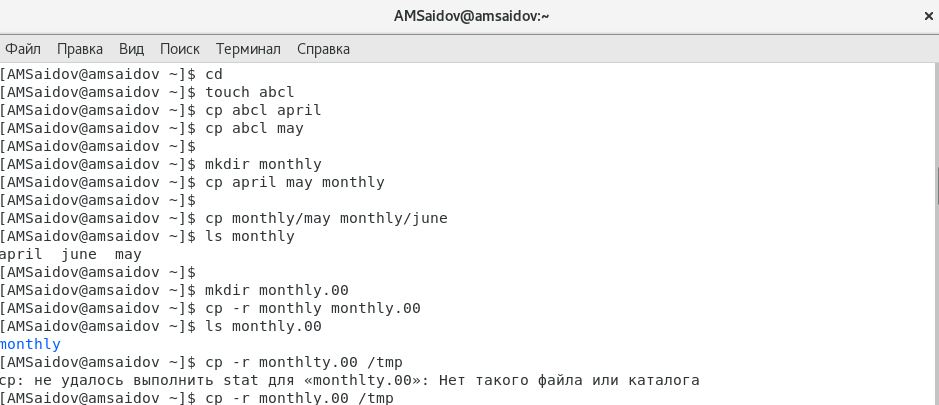 AMSaidov@amsaidov:~ ×
Файл Правка Вид Поиск Терминал Справка
[AMSaidov@amsaidov ~]$ cd
[AMSaidov@amsaidov ~]$ touch abcl
[AMSaidov@amsaidov ~]$ cp abcl april
[AMSaidov@amsaidov ~]$ cp abcl may
[AMSaidov@amsaidov ~]$
[AMSaidov@amsaidov ~]$ mkdir monthly
[AMSaidov@amsaidov ~]$ cp april may monthly
[AMSaidov@amsaidov ~]$
[AMSaidov@amsaidov ~]$ cp monthly/may monthly/june
[AMSaidov@amsaidov ~]$ ls monthly
april  june  may
[AMSaidov@amsaidov ~]$
[AMSaidov@amsaidov ~]$ mkdir monthly.00
[AMSaidov@amsaidov ~]$ cp -r monthly monthly.00
[AMSaidov@amsaidov ~]$ ls monthly.00
monthly
[AMSaidov@amsaidov ~]$ cp -r monthlty.00 /tmp
cp: не удалось выполнить stat для «monthlty.00»: Нет такого файла или каталога
[AMSaidov@amsaidov ~]$ cp -r monthly.00 /tmp